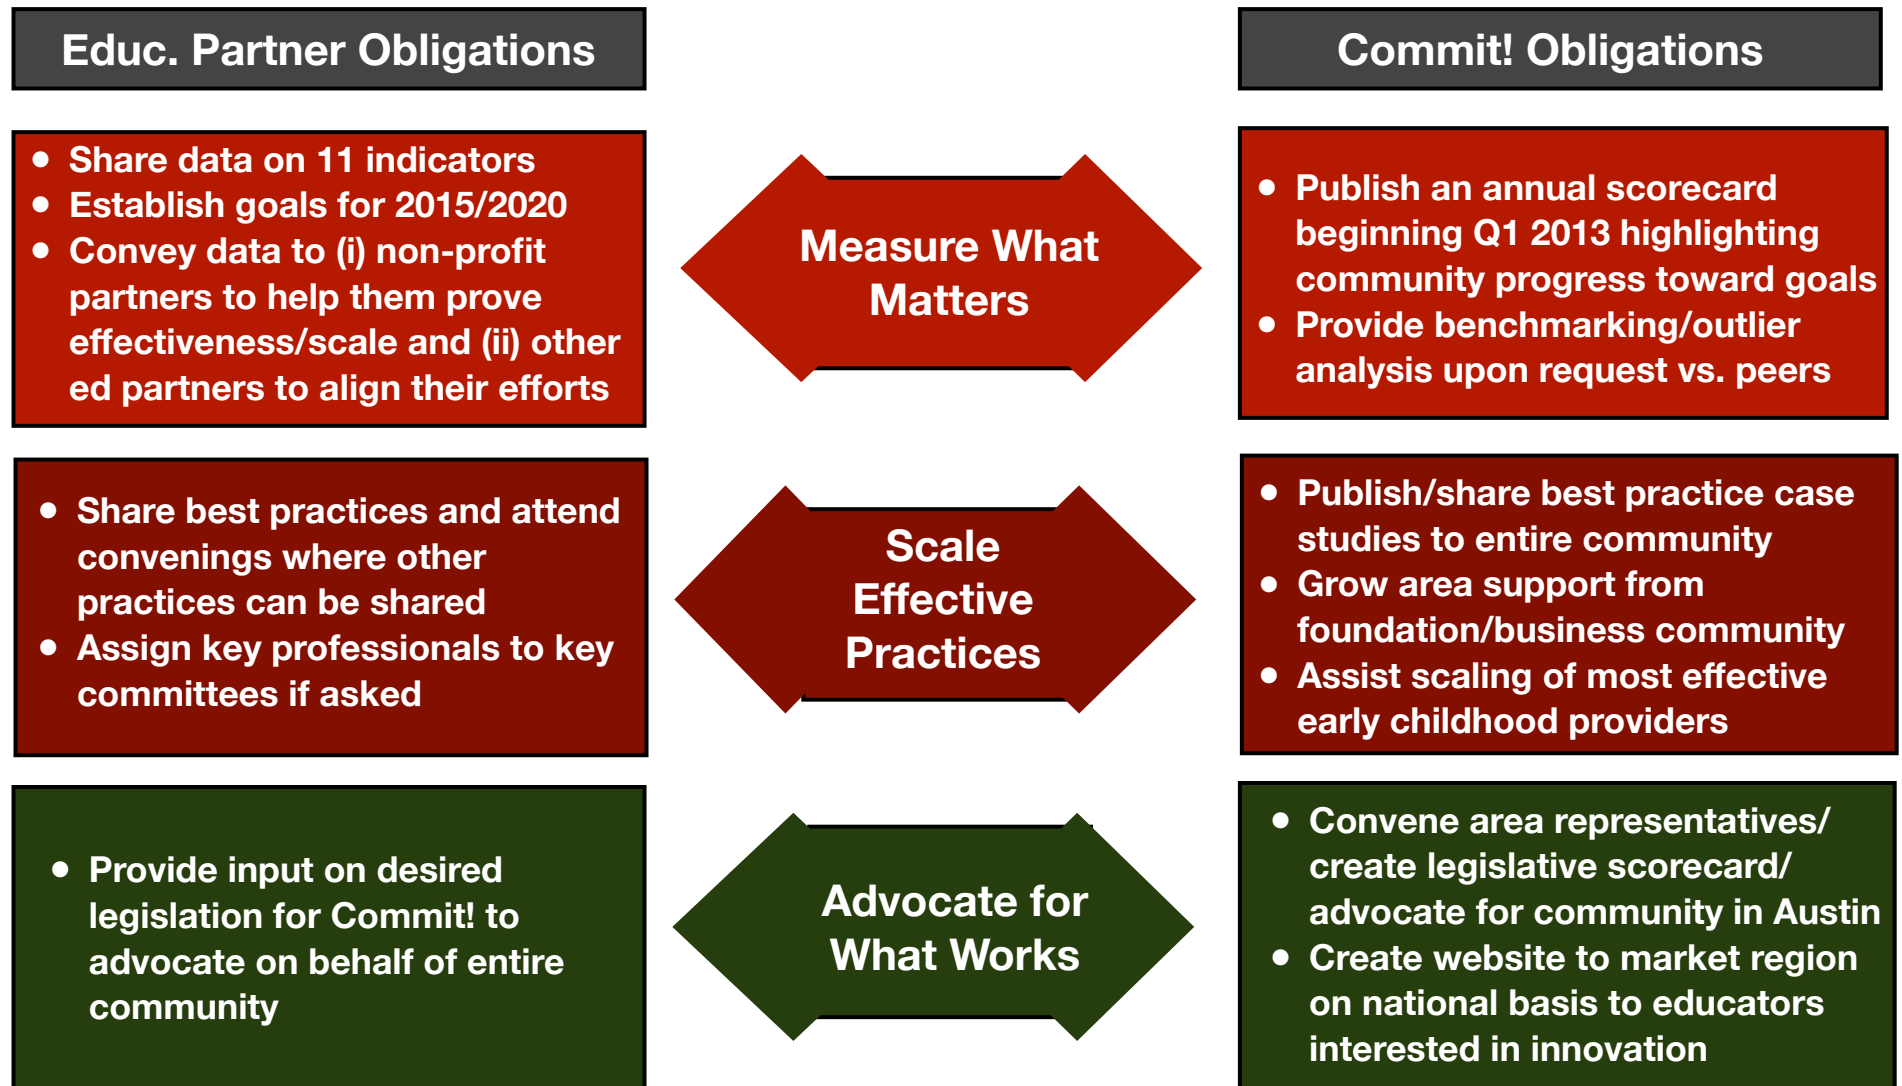 Educ. Partner Obligations
Commit! Obligations
● Share data on 11 indicators
● Establish goals for 2015/2020
● Convey data to (i) non-profit
partners to help them prove
effectiveness/scale and (ii) other
ed partners to align their efforts
Measure What
Matters
● Publish an annual scorecard
beginning Q1 2013 highlighting
community progress toward goals
● Provide benchmarking/outlier
analysis upon request vs. peers
● Share best practices and attend
convenings where other
practices can be shared
● Assign key professionals to key
committees if asked
Scale
Effective
Practices
● Publish/share best practice case
studies to entire community
● Grow area support from
foundation/business community
● Assist scaling of most effective
early childhood providers
● Provide input on desired
legislation for Commit! to
advocate on behalf of entire
community
Advocate for
What Works
● Convene area representatives/
create legislative scorecard/
advocate for community in Austin
● Create website to market region
on national basis to educators
interested in innovation